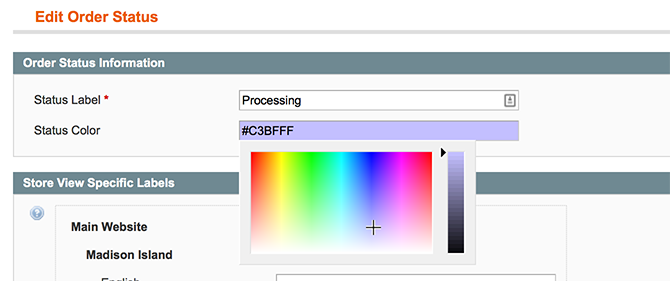 Edit Order Status
Order Status Information
Status Label *
Processing
Status Color
#C3BFFF
Store View Specific Labels
Main Website
Madison Island
English